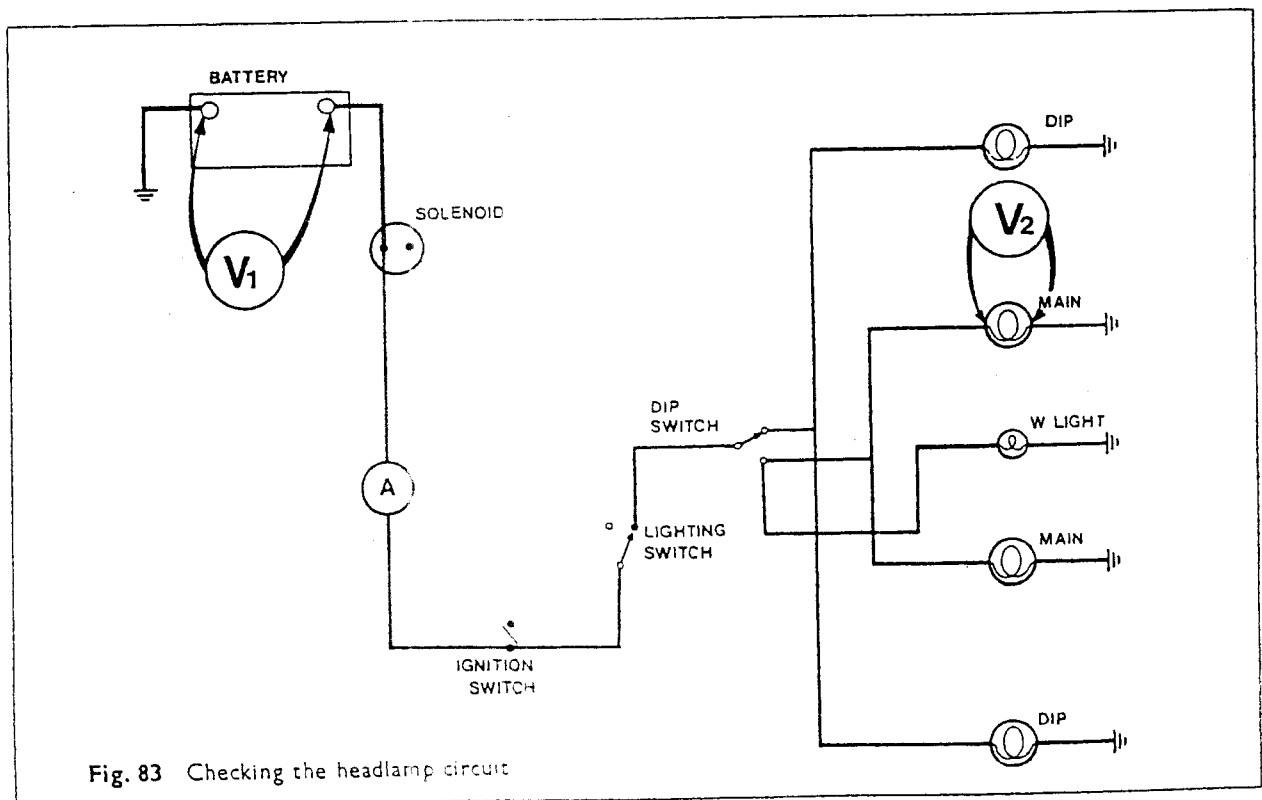 BATTERY
DIP
SOLENOID
V2
V1
MAIN
DIP
SWITCH
W LIGHT
A
LIGHTING
SWITCH
MAIN
IGNITION
SWITCH
DIP
Fig. 83 Checking the headlamp circuit